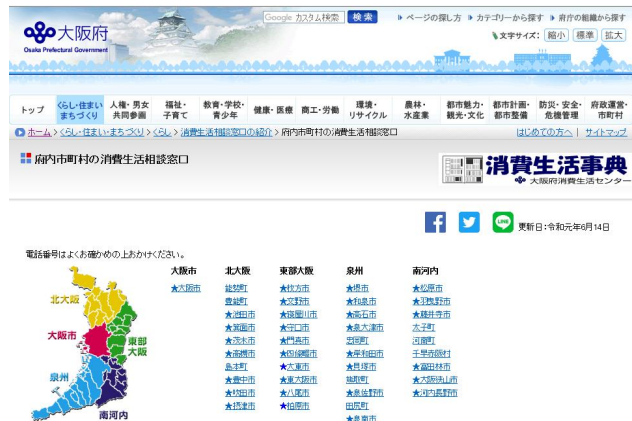 大阪府
Osaka Prefectural Government
Google カスタム検索 検索 ページの探し方 カテゴリーから探す 府庁の組織から探す
文字サイズ: 縮小 標準 拡大
トップ くらし・住まい・まちづくり 人権・男女共同参画 福祉・子育て 教育・学校・青少年 健康・医療 商工・労働 環境・リサイクル 農林・水産業 都市魅力・観光・文化 都市計画・都市整備 防災・安全・危機管理 府政運営・市町村
ホーム > くらし・住まい・まちづくり > くらし > 消費生活相談窓口の紹介 > 府内市町村の消費生活相談窓口 はじめての方へ | サイトマップ
府内市町村の消費生活相談窓口
消費生活事典
大阪府消費生活センター
LINE
更新日:令和元年6月14日
電話番号はよくお確かめの上おかけください。
北大阪
大阪市
東部大阪
泉州
南河内
大阪市 北大阪 東部大阪 泉州 南河内
★大阪市 能勢町 ★枚方市 ★堺市 ★松原市
豊能町 ★交野市 ★和泉市 ★羽曳野市
★池田市 ★寝屋川市 ★高石市 ★藤井寺市
★箕面市 ★守口市 ★泉大津市 太子町
★茨木市 ★門真市 忠岡町 河南町
★高槻市 ★四條畷市 ★岸和田市 千早赤阪村
島本町 ★大東市 ★貝塚市 ★富田林市
★豊中市 ★東大阪市 熊取町 ★大阪狭山市
★吹田市 ★八尾市 ★泉佐野市 ★河内長野市
★摂津市 ★柏原市 田尻町
★泉南市